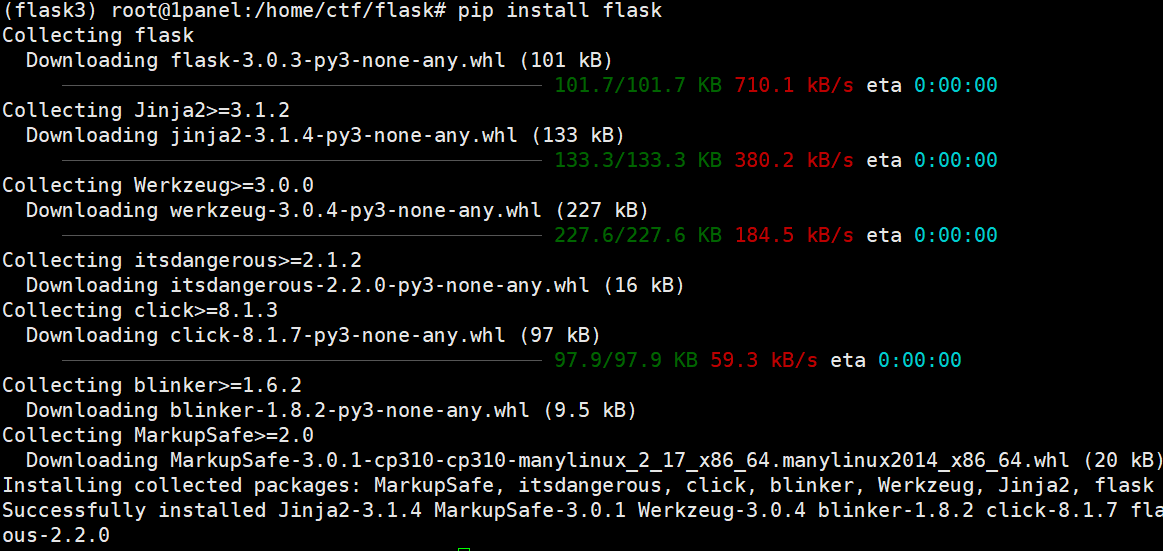 (flask3) root@1panel:/home/ctf/flask# pip install flask
Collecting flask
  Downloading flask-3.0.3-py3-none-any.whl (101 kB)
101.7/101.7 KB 710.1 kB/s eta 0:00:00
Collecting Jinja2>=3.1.2
  Downloading jinja2-3.1.4-py3-none-any.whl (133 kB)
133.3/133.3 KB 380.2 kB/s eta 0:00:00
Collecting Werkzeug>=3.0.0
  Downloading werkzeug-3.0.4-py3-none-any.whl (227 kB)
227.6/227.6 KB 184.5 kB/s eta 0:00:00
Collecting itsdangerous>=2.1.2
  Downloading itsdangerous-2.2.0-py3-none-any.whl (16 kB)
Collecting click>=8.1.3
  Downloading click-8.1.7-py3-none-any.whl (97 kB)
97.9/97.9 KB 59.3 kB/s eta 0:00:00
Collecting blinker>=1.6.2
  Downloading blinker-1.8.2-py3-none-any.whl (9.5 kB)
Collecting MarkupSafe>=2.0
  Downloading MarkupSafe-3.0.1-cp310-cp310-manylinux_2_17_x86_64.manylinux2014_x86_64.whl (20 kB)
Installing collected packages: MarkupSafe, itsdangerous, click, blinker, Werkzeug, Jinja2, flask
Successfully installed Jinja2-3.1.4 MarkupSafe-3.0.1 Werkzeug-3.0.4 blinker-1.8.2 click-8.1.7 fla
ous-2.2.0